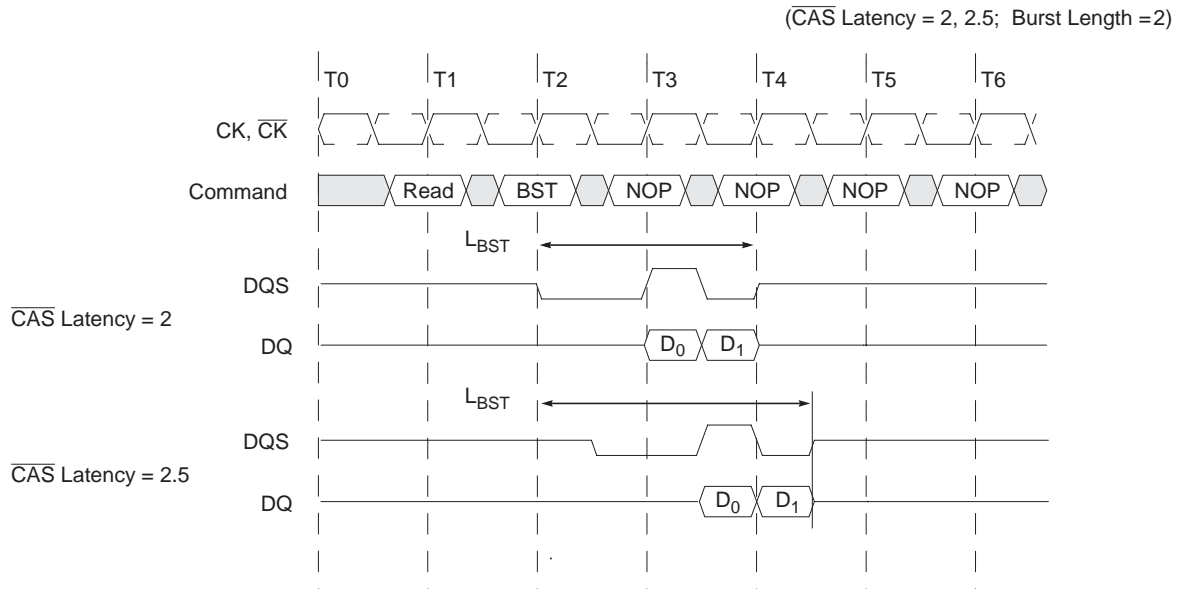 (CAS Latency = 2, 2.5; Burst Length =2)
T0 T1 T2 T3 T4 T5 T6
CK, CK
Command Read BST NOP NOP NOP NOP
LBST
DQS
CAS Latency = 2
DQ D0 D1
LBST
DQS
CAS Latency = 2.5
DQ D0 D1